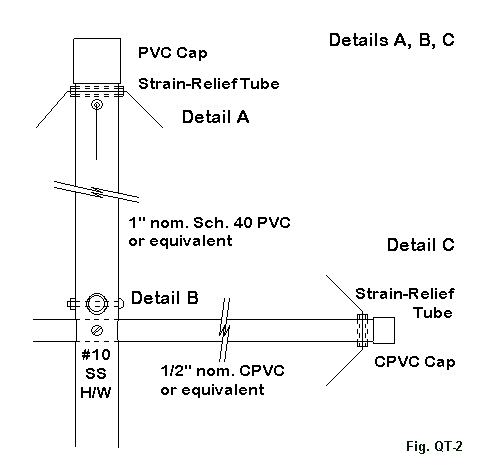 Details A, B, C
PVC Cap
Strain-Relief Tube
Detail A
1" nom. Sch. 40 PVC
or equivalent
Detail C
Detail B
Strain-Relief
Tube
#10
SS
H/W
CPVC Cap
1/2" nom. CPVC
or equivalent
Fig. QT-2